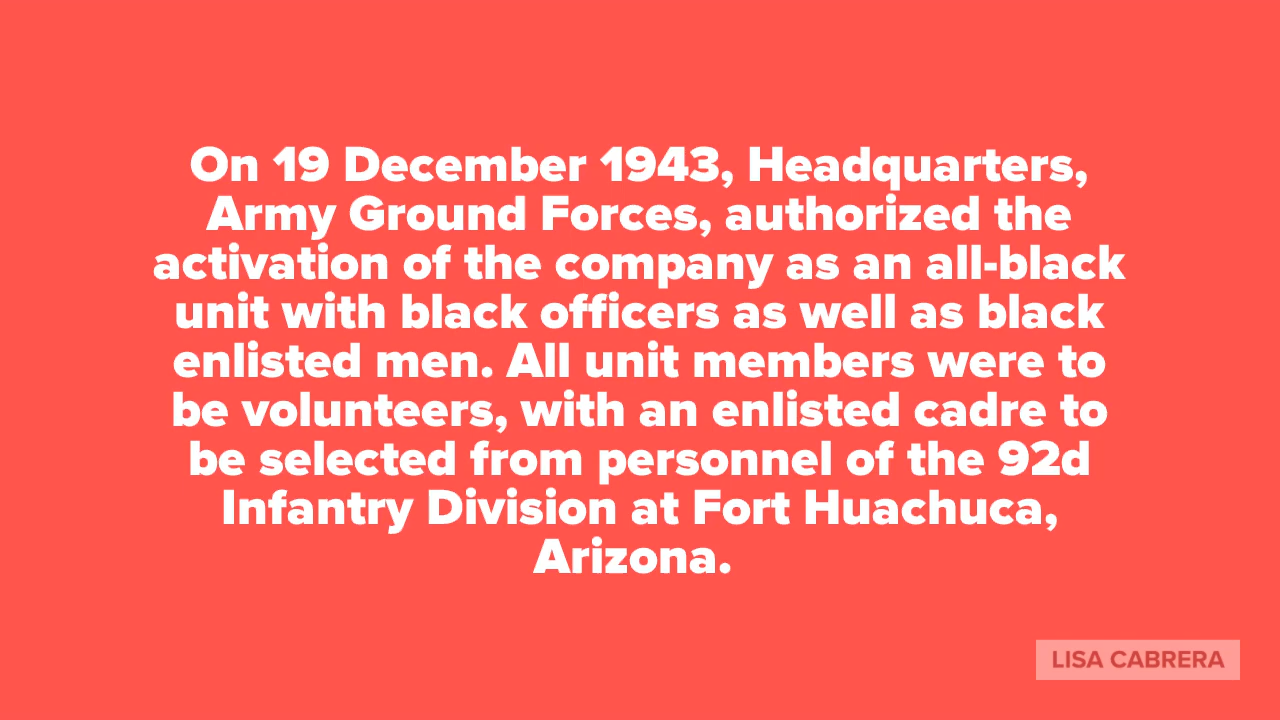 On 19 December 1943, Headquarters,
Army Ground Forces, authorized the
activation of the company as an all-black
unit with black officers as well as black
enlisted men. All unit members were to
be volunteers, with an enlisted cadre to
be selected from personnel of the 92d
Infantry Division at Fort Huachuca,
Arizona.
LISA CABRERA